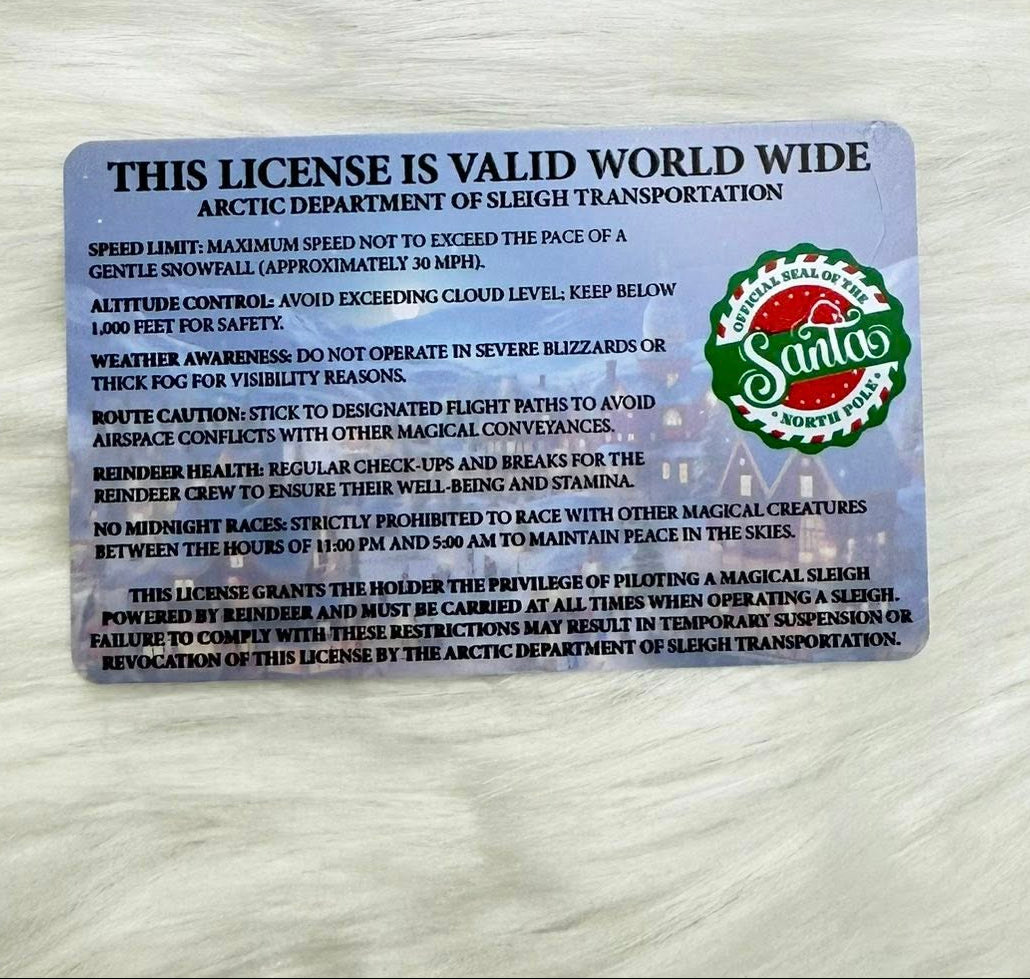 THIS LICENSE IS VALID WORLD WIDE
ARCTIC DEPARTMENT OF SLEIGH TRANSPORTATION
SPEED LIMIT: MAXIMUM SPEED NOT TO EXCEED THE PACE OF A
GENTLE SNOWFALL (APPROXIMATELY 30 MPH).
ALTITUDE CONTROL: AVOID EXCEEDING CLOUD LEVEL; KEEP BELOW
1,000 FEET FOR SAFETY.
WEATHER AWARENESS: DO NOT OPERATE IN SEVERE BLIZZARDS OR
THICK FOG FOR VISIBILITY REASONS.
ROUTE CAUTION: STICK TO DESIGNATED FLIGHT PATHS TO AVOID
AIRSPACE CONFLICTS WITH OTHER MAGICAL CONVEYANCES.
REINDEER HEALTH: REGULAR CHECK-UPS AND BREAKS FOR THE
REINDEER CREW TO ENSURE THEIR WELL-BEING AND STAMINA.
NO MIDNIGHT RACES: STRICTLY PROHIBITED TO RACE WITH OTHER MAGICAL CREATURES
BETWEEN THE HOURS OF 11:00 PM AND 5:00 AM TO MAINTAIN PEACE IN THE SKIES.
THIS LICENSE GRANTS THE HOLDER THE PRIVILEGE OF PILOTING A MAGICAL SLEIGH
POWERED BY REINDEER AND MUST BE CARRIED AT ALL TIMES WHEN OPERATING A SLEIGH.
FAILURE TO COMPLY WITH THESE RESTRICTIONS MAY RESULT IN TEMPORARY SUSPENSION OR
REVOCATION OF THIS LICENSE BY THE ARCTIC DEPARTMENT OF SLEIGH TRANSPORTATION.
OFFICIAL SEAL OF THE
Santa
• NORTH POLE •